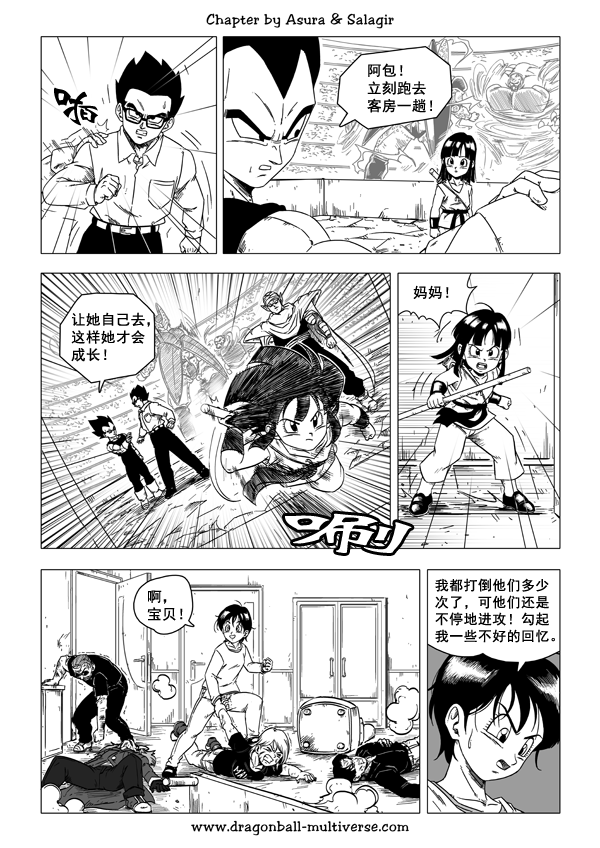 Chapter by Asura & Salagir
啪
阿包！
立刻跑去
客房一趟！
让她自己去，
这样她才会
成长！
妈妈！
唰
啊，
宝贝！
我都打倒他们多少
次了，可他们还是
不停地进攻！勾起
我一些不好的回忆。
www.dragonball-multiverse.com